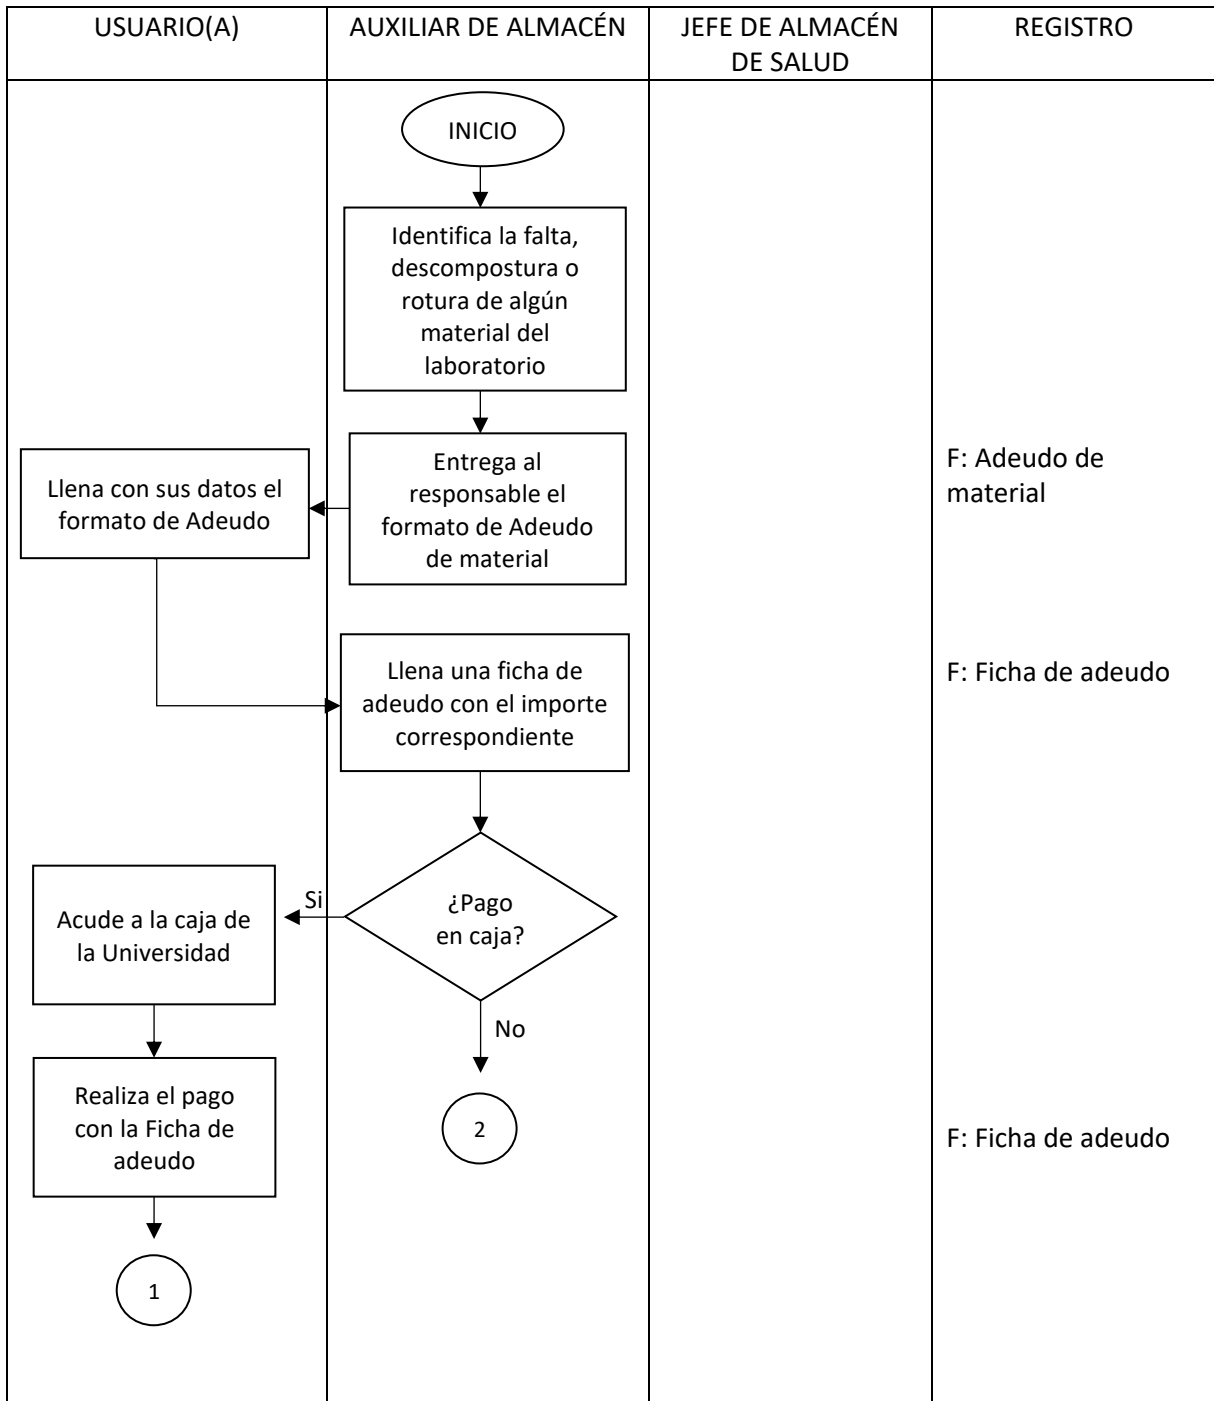 USUARIO(A)
AUXILIAR DE ALMACÉN
JEFE DE ALMACÉN
DE SALUD
REGISTRO
INICIO
Identifica la falta,
descompostura o
rotura de algún
material del
laboratorio
Entrega al
responsable el
formato de Adeudo
de material
F: Adeudo de
material
Llena con sus datos el
formato de Adeudo
Llena una ficha de
adeudo con el importe
correspondiente
F: Ficha de adeudo
¿Pago
en caja?
Si
Acude a la caja de
la Universidad
No
Realiza el pago
con la Ficha de
adeudo
2
F: Ficha de adeudo
1